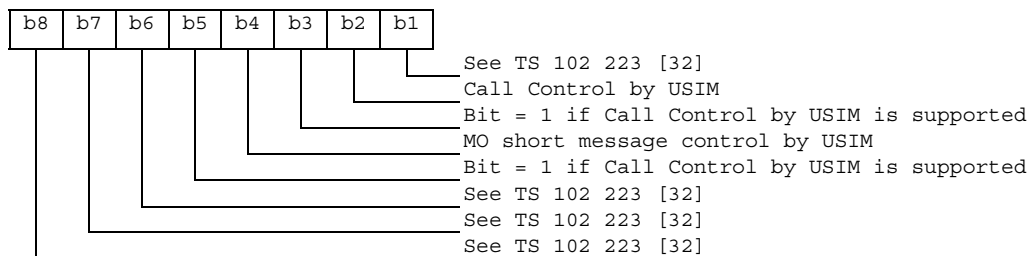 b8 b7 b6 b5 b4 b3 b2 b1
See TS 102 223 [32]
Call Control by USIM
Bit = 1 if Call Control by USIM is supported
MO short message control by USIM
Bit = 1 if Call Control by USIM is supported
See TS 102 223 [32]
See TS 102 223 [32]
See TS 102 223 [32]